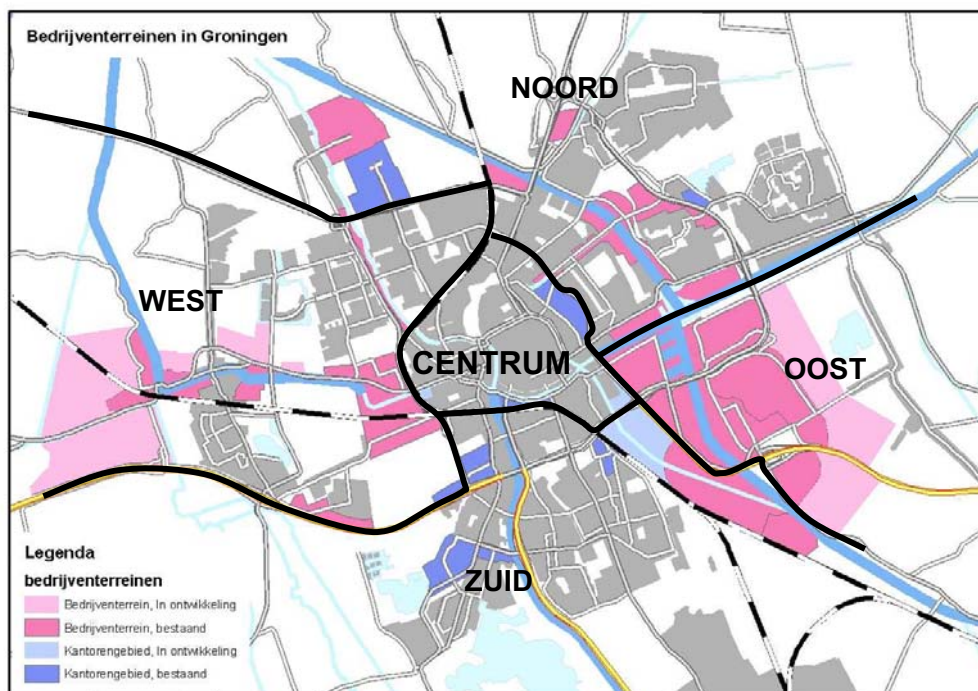 Bedrijventerreinen in Groningen
NOORD
WEST
CENTRUM
OOST
ZUID
Legenda
bedrijventerreinen
Bedrijventerrein, In ontwikkeling
Bedrijventerrein, bestaand
Kantorengebied, In ontwikkeling
Kantorengebied, bestaand